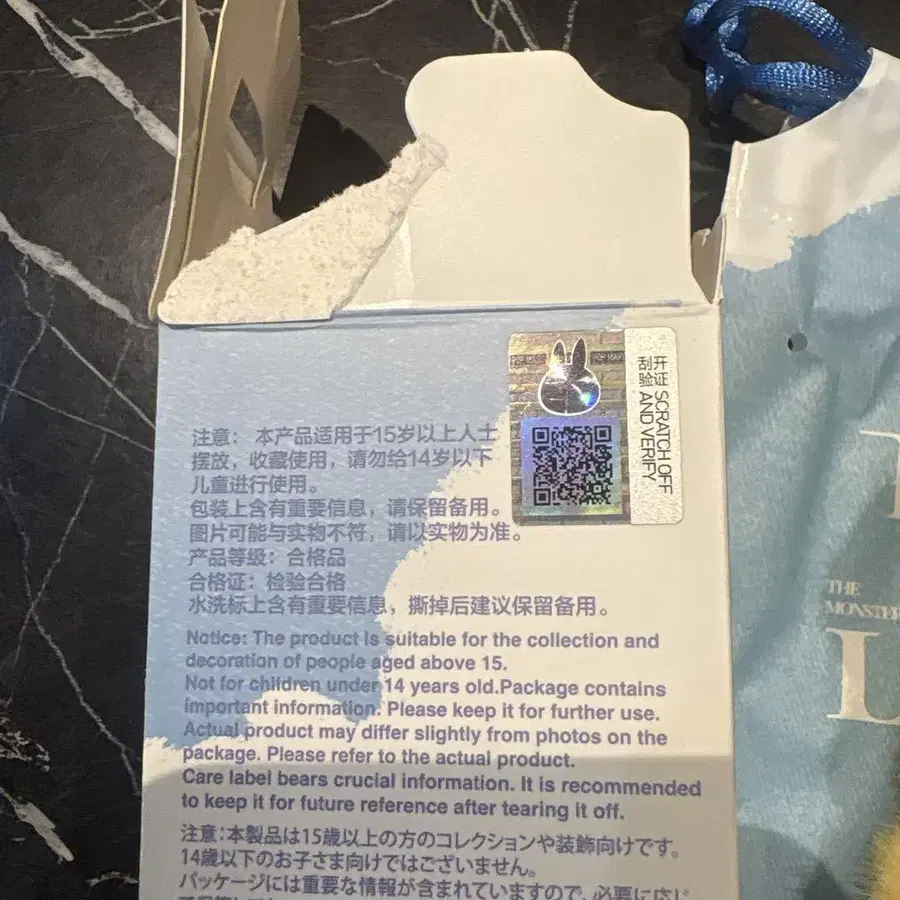 POP MART
刮开 SCRATCH OFF
验证 AND VERIFY
注意：本产品适用于15岁以上人士
摆放，收藏使用，请勿给14岁以下
儿童进行使用。
包装上含有重要信息，请保留备用。
图片可能与实物不符，请以实物为准。
产品等级：合格品
合格证：检验合格
水洗标上含有重要信息，撕掉后建议保留备用。
Notice: The product is suitable for the collection and
decoration of people aged above 15.
Not for children under 14 years old.Package contains
important information. Please keep it for further use.
Actual product may differ slightly from photos on the
package. Please refer to the actual product.
Care label bears crucial information. It is recommended
to keep it for future reference after tearing it off.
注意:本製品は15歳以上の方のコレクションや装飾向けです。
14歳以下のお子さま向けではございません。
パッケージには重要な情報が含まれていますので、必要に応じ
THE
MONSTERS
L